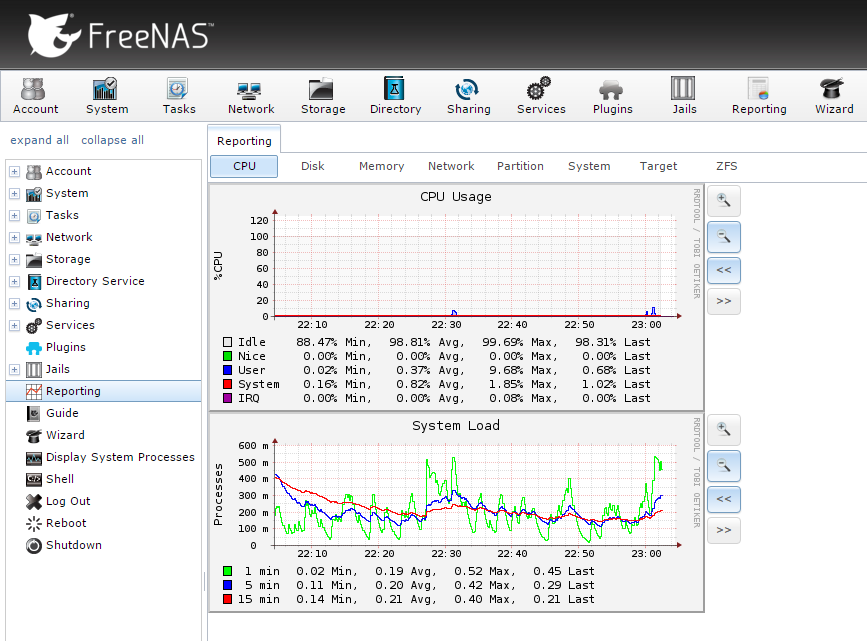 FreeNAS™
Account System Tasks Network Storage Directory Sharing Services Plugins Jails Reporting Wizard
expand all collapse all
Account
System
Tasks
Network
Storage
Directory Service
Sharing
Services
Plugins
Jails
Reporting
Guide
Wizard
Display System Processes
Shell
Log Out
Reboot
Shutdown
Reporting
CPU Disk Memory Network Partition System Target ZFS
CPU Usage
RRDTOOL / TOBI OETIKER
%CPU
120
100
80
60
40
20
0
22:10 22:20 22:30 22:40 22:50 23:00
Idle 88.47% Min, 98.81% Avg, 99.69% Max, 98.31% Last
Nice 0.00% Min, 0.00% Avg, 0.00% Max, 0.00% Last
User 0.02% Min, 0.37% Avg, 9.68% Max, 0.68% Last
System 0.16% Min, 0.82% Avg, 1.85% Max, 1.02% Last
IRQ 0.00% Min, 0.00% Avg, 0.08% Max, 0.00% Last
<<
>>
System Load
RRDTOOL / TOBI OETIKER
Processes
600 m
500 m
400 m
300 m
200 m
100 m
0
22:10 22:20 22:30 22:40 22:50 23:00
1 min 0.02 Min, 0.19 Avg, 0.52 Max, 0.45 Last
5 min 0.11 Min, 0.20 Avg, 0.42 Max, 0.29 Last
15 min 0.14 Min, 0.21 Avg, 0.40 Max, 0.21 Last
<<
>>